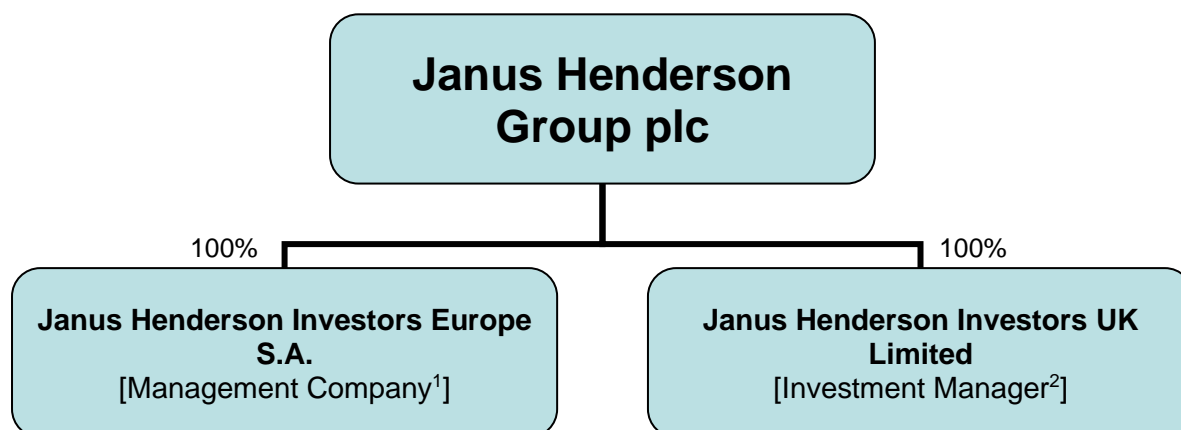 Janus Henderson
Group plc
100%
100%
Janus Henderson Investors Europe
S.A.
[Management Company¹]
Janus Henderson Investors UK
Limited
[Investment Manager²]